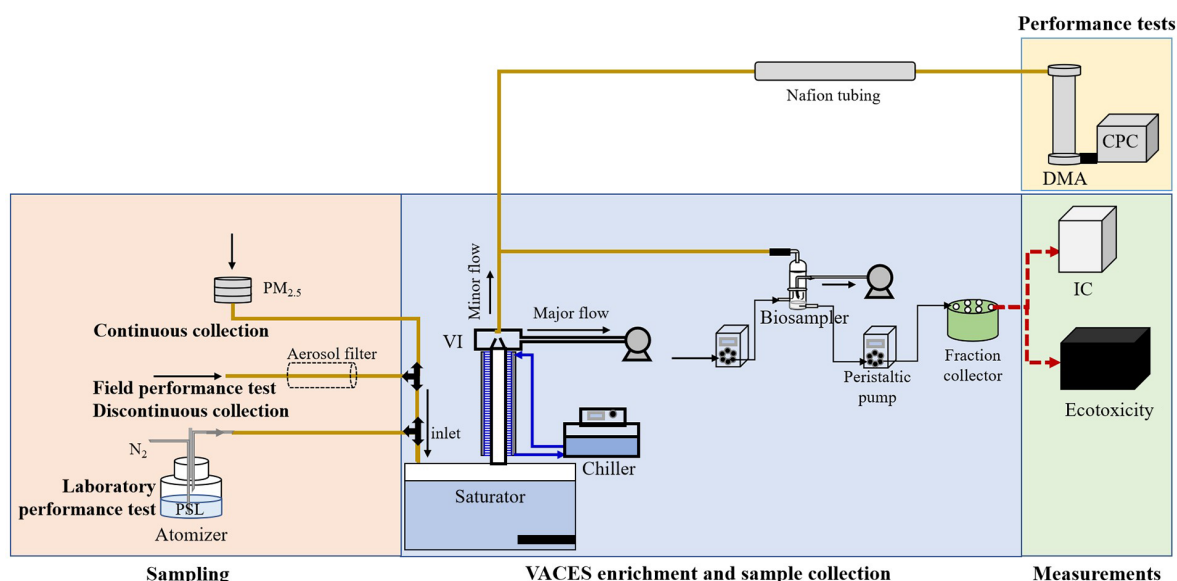 Performance tests
Nafion tubing
CPC
DMA
PM2.5
Continuous collection
Aerosol filter
Field performance test
Discontinuous collection
N2
inlet
Laboratory
performance test
PSL
Atomizer
Minor flow
Major flow
VI
Chiller
Saturator
Biosampler
Peristaltic
pump
Fraction
collector
IC
Ecotoxicity
Sampling
VACES enrichment and sample collection
Measurements